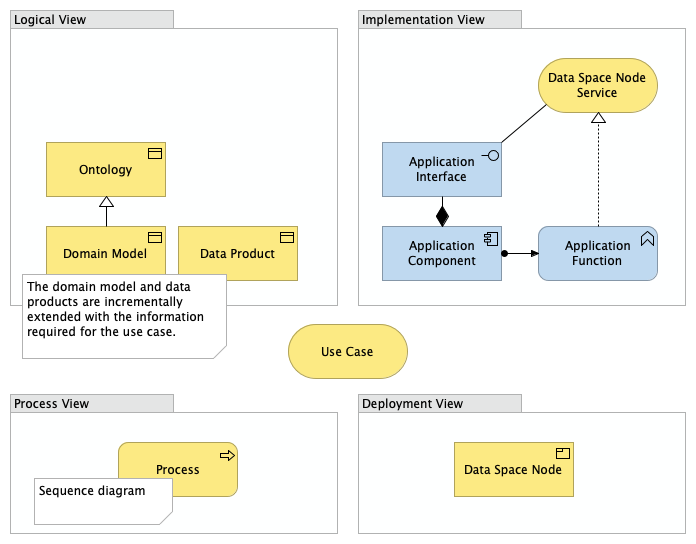 Logical View
Ontology
Domain Model
Data Product
The domain model and data
products are incrementally
extended with the information
required for the use case.
Implementation View
Data Space Node
Service
Application
Interface
Application
Component
Application
Function
Use Case
Process View
Process
Sequence diagram
Deployment View
Data Space Node